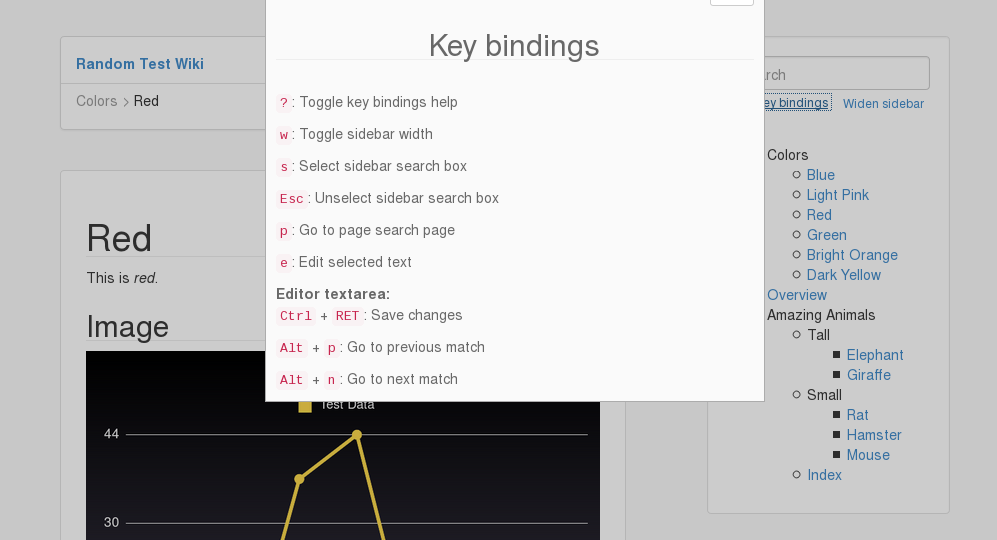 Key bindings
?: Toggle key bindings help
w: Toggle sidebar width
s: Select sidebar search box
Esc: Unselect sidebar search box
p: Go to page search page
e: Edit selected text
Editor textarea:
Ctrl + RET: Save changes
Alt + p: Go to previous match
Alt + n: Go to next match
Random Test Wiki
Colors > Red
Red
This is red.
Image
Test Data
44
30
Widen sidebar
Colors
Blue
Light Pink
Red
Green
Bright Orange
Dark Yellow
Overview
Amazing Animals
Tall
Elephant
Giraffe
Small
Rat
Hamster
Mouse
Index